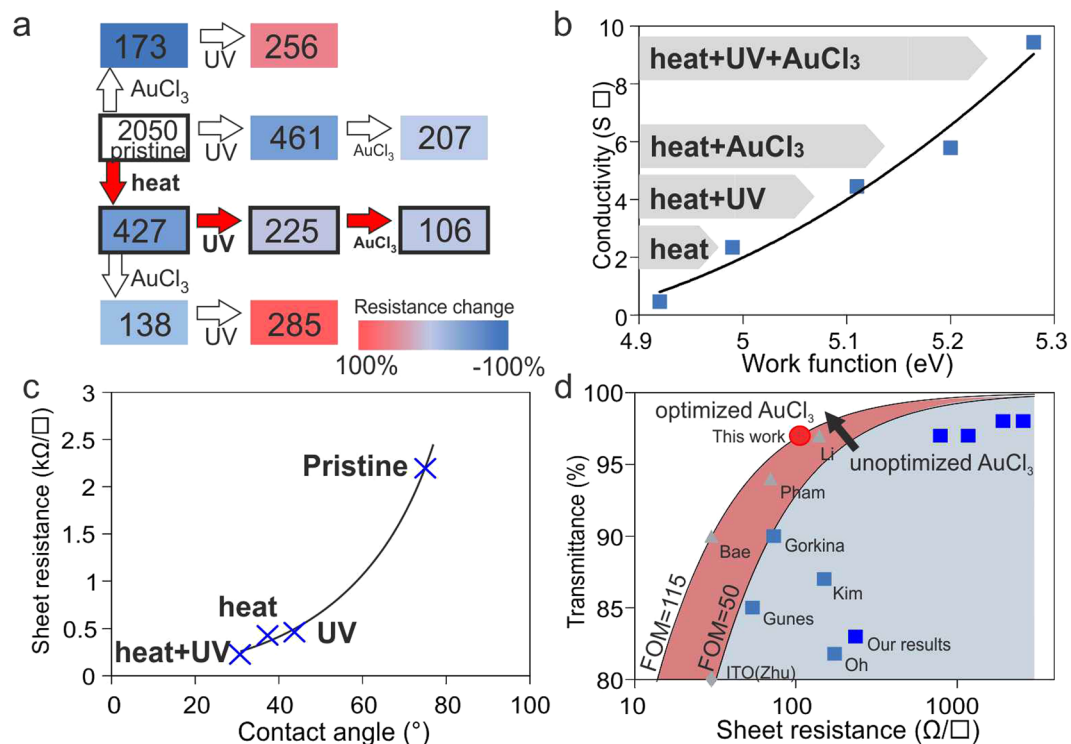 a
173
UV
256
AuCl3
2050
pristine
UV
461
AuCl3
207
heat
427
UV
225
AuCl3
106
AuCl3
138
UV
285
Resistance change
100%
-100%
b
Conductivity (S □)
10
8
6
4
2
0
heat+UV+AuCl3
heat+AuCl3
heat+UV
heat
4.9
5
5.1
5.2
5.3
Work function (eV)
c
Sheet resistance (kΩ/□)
3
2.5
2
1.5
1
0.5
0
Pristine
heat
UV
heat+UV
0
20
40
60
80
100
Contact angle (°)
d
Transmittance (%)
100
95
90
85
80
optimized AuCl3
This work
Li
unoptimized AuCl3
Pham
Bae
Gorkina
Kim
Gunes
Our results
Oh
ITO(Zhu)
FOM=115
FOM=50
10
100
1000
Sheet resistance (Ω/□)